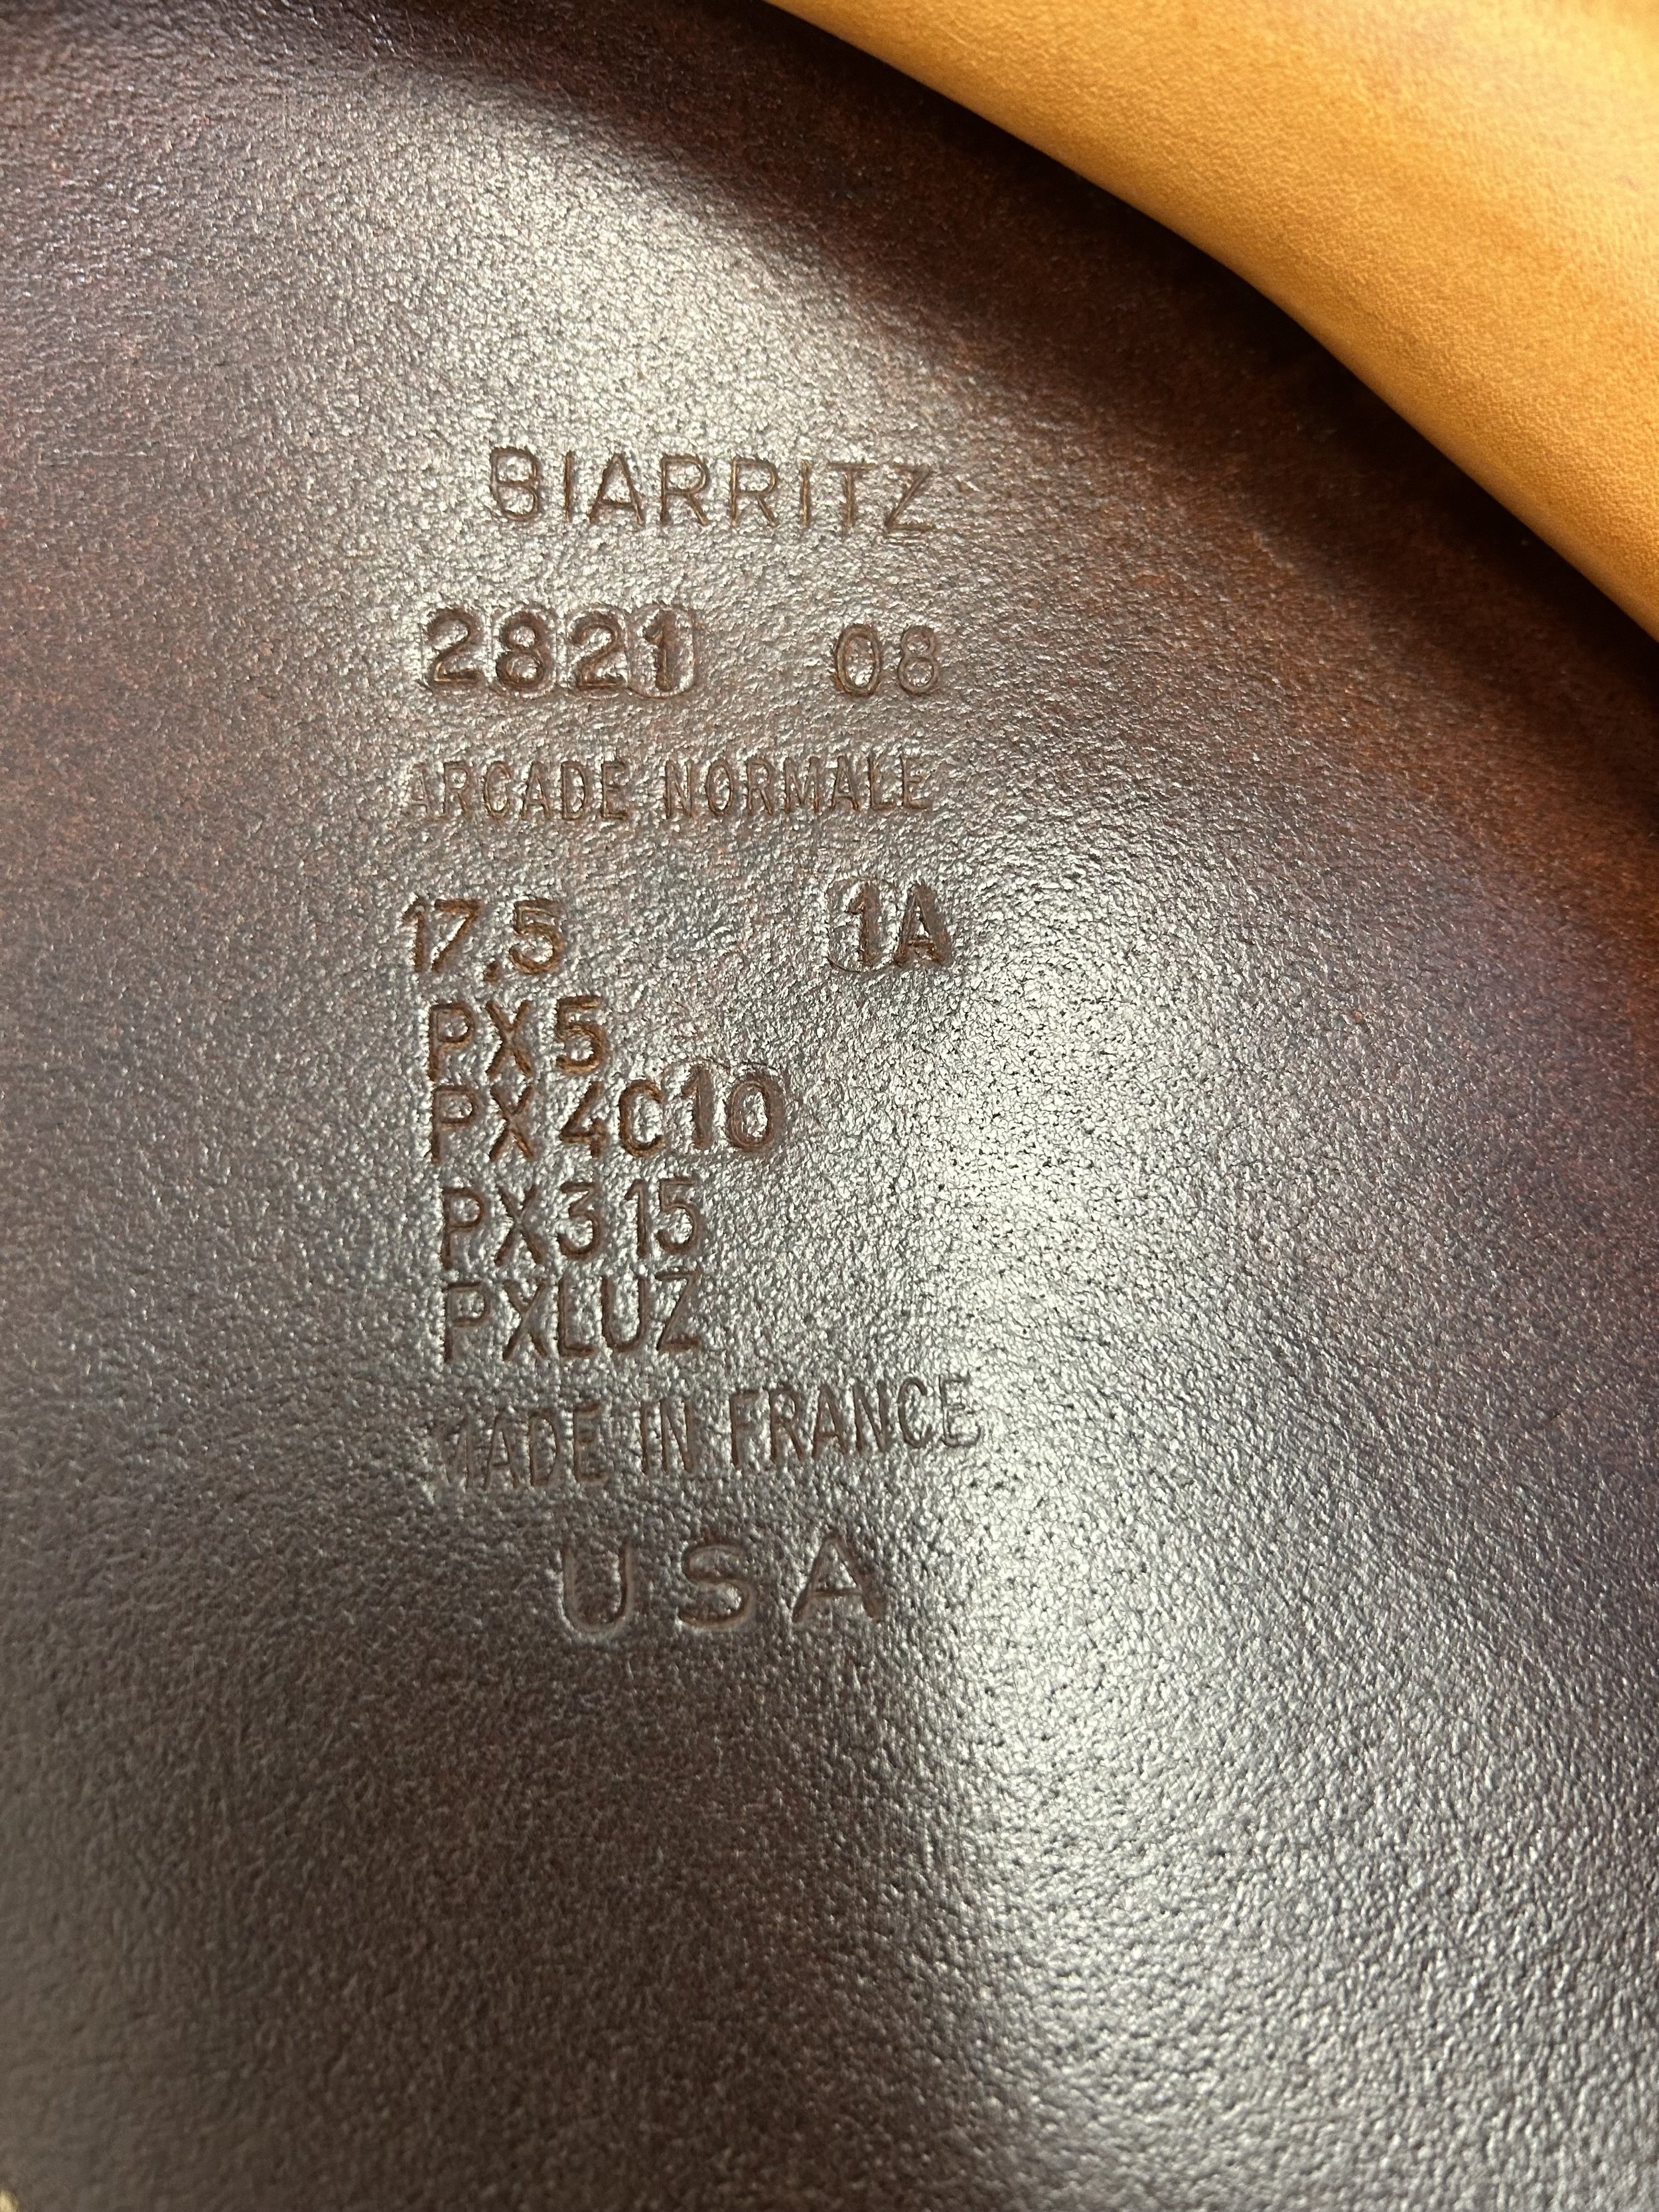 BIARRITZ
2821 08
ARCADE NORMALE
17,5 1A
PX5
PX4C10
PX315
PXLUZ
MADE IN FRANCE
USA